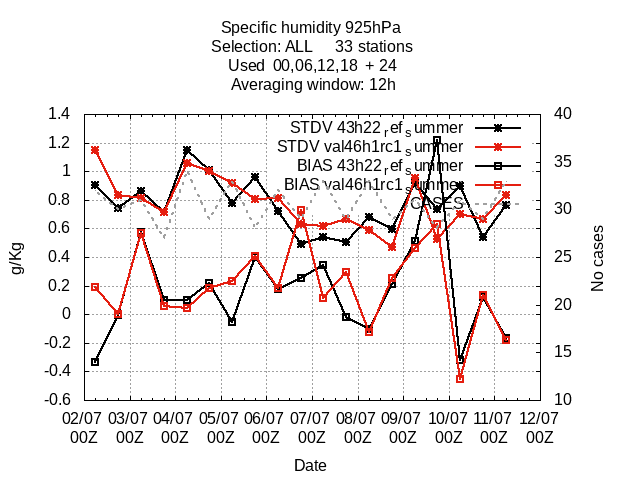 Specific humidity 925hPa
Selection: ALL 33 stations
Used 00,06,12,18 + 24
Averaging window: 12h
STDV 43h22_ref_summer
STDV val46h1rc1_summer
BIAS 43h22_ref_summer
BIAS val46h1rc1_summer
CASES
1.4
1.2
1
0.8
0.6
0.4
0.2
0
-0.2
-0.4
-0.6
g/Kg
40
35
30
25
20
15
10
No cases
02/07 03/07 04/07 05/07 06/07 07/07 08/07 09/07 10/07 11/07 12/07
00Z 00Z 00Z 00Z 00Z 00Z 00Z 00Z 00Z 00Z 00Z
Date